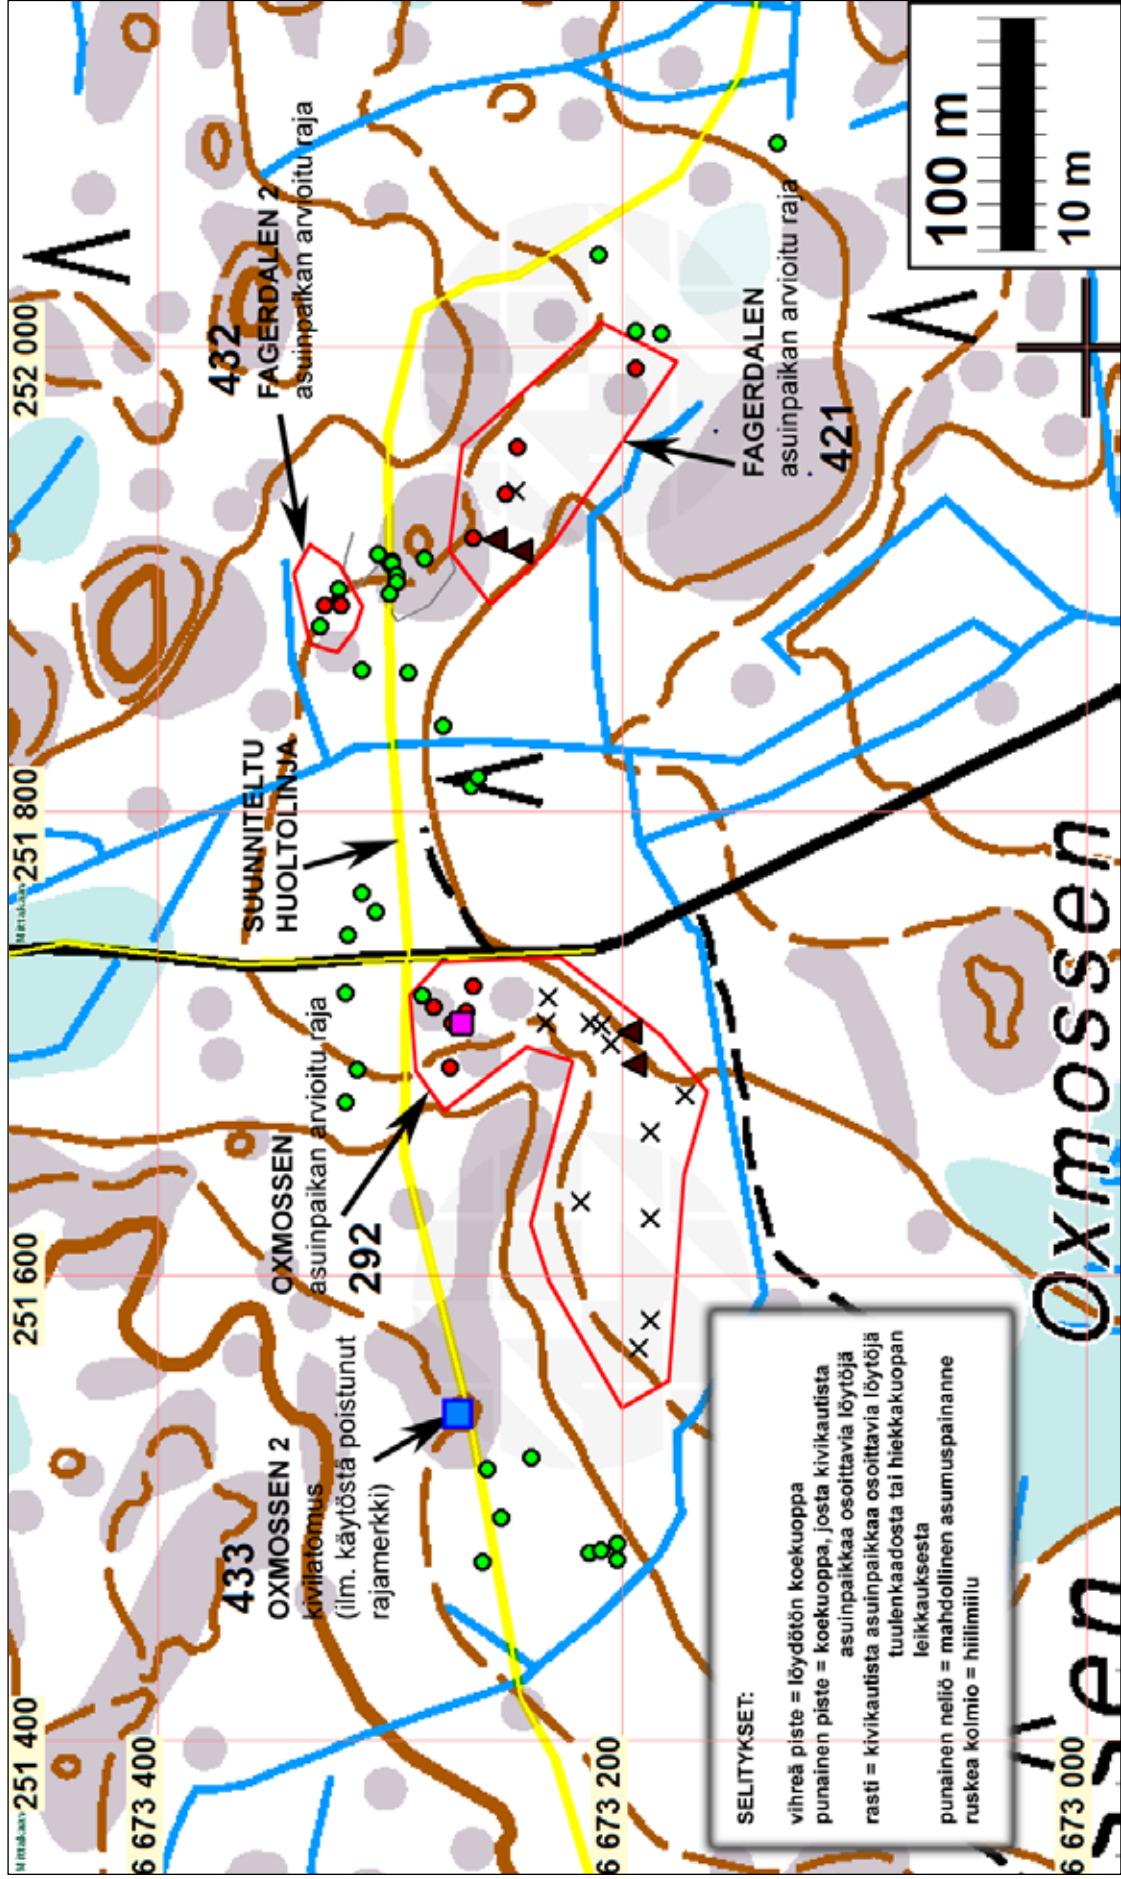 251 400
251 600
251 800
252 000
Mittakaav
Mittakaav
6 673 400
6 673 200
6 673 000
433
OXMOSSEN 2
kivilatomus
(ilm. käytöstä poistunut
rajamerkki)
OXMOSSEN
asuinpaikan arvioitu raja
292
SUUNNITELTU
HUOLTOLINJA
432
FAGERDALEN 2
asuinpaikan arvioitu raja
FAGERDALEN
asuinpaikan arvioitu raja
421
100 m
10 m
Oxmossen
SELITYKSET:
vihreä piste = löydötön koekuoppa
punainen piste = koekuoppa, josta kivikautista
asuinpaikkaa osoittavia löytöjä
rasti = kivikautista asuinpaikkaa osoittavia löytöjä
tuulenkaadosta tai hiekkakuopan
leikkauksesta
punainen neliö = mahdollinen asumuspainanne
ruskea kolmio = hiilimiilu